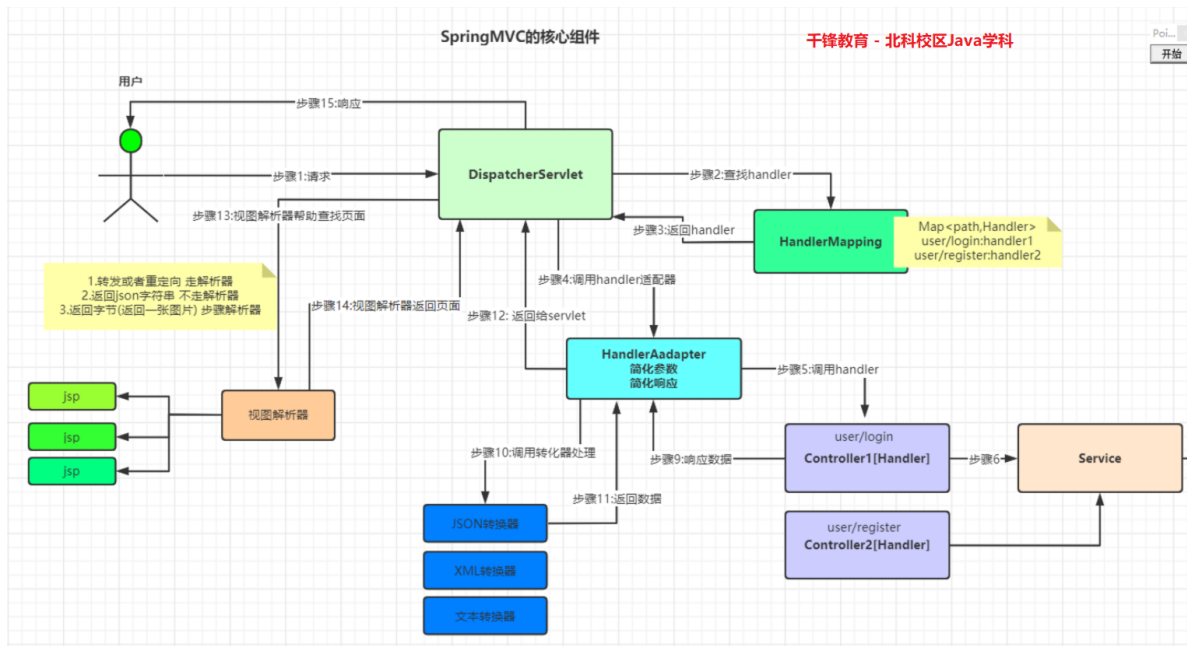 SpringMVC的核心组件
千锋教育 - 北科校区Java学科
Poi...
开始
用户
步骤15:响应
DispatcherServlet
步骤1:请求
步骤2:查找handler
步骤13:视图解析器帮助查找页面
步骤3:返回handler
HandlerMapping
Map<path,Handler>
user/login:handler1
user/register:handler2
1.转发或者重定向 走解析器
2.返回json字符串 不走解析器
3.返回字节(返回一张图片) 步骤解析器
步骤4:调用handler适配器
步骤14:视图解析器返回页面
步骤12: 返回给servlet
HandlerAadapter
简化参数
简化响应
步骤5:调用handler
jsp
jsp
jsp
视图解析器
步骤10:调用转化器处理
步骤9:响应数据
user/login
Controller1[Handler]
步骤6
Service
步骤11:返回数据
JSON转换器
XML转换器
文本转换器
user/register
Controller2[Handler]